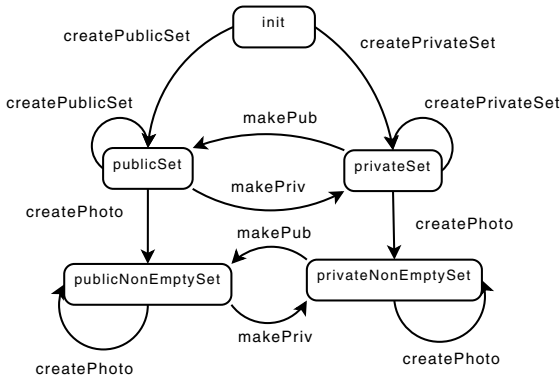 init
createPublicSet
createPrivateSet
createPublicSet
createPrivateSet
makePub
publicSet
privateSet
makePriv
createPhoto
createPhoto
makePub
publicNonEmptySet
privateNonEmptySet
makePriv
createPhoto
createPhoto